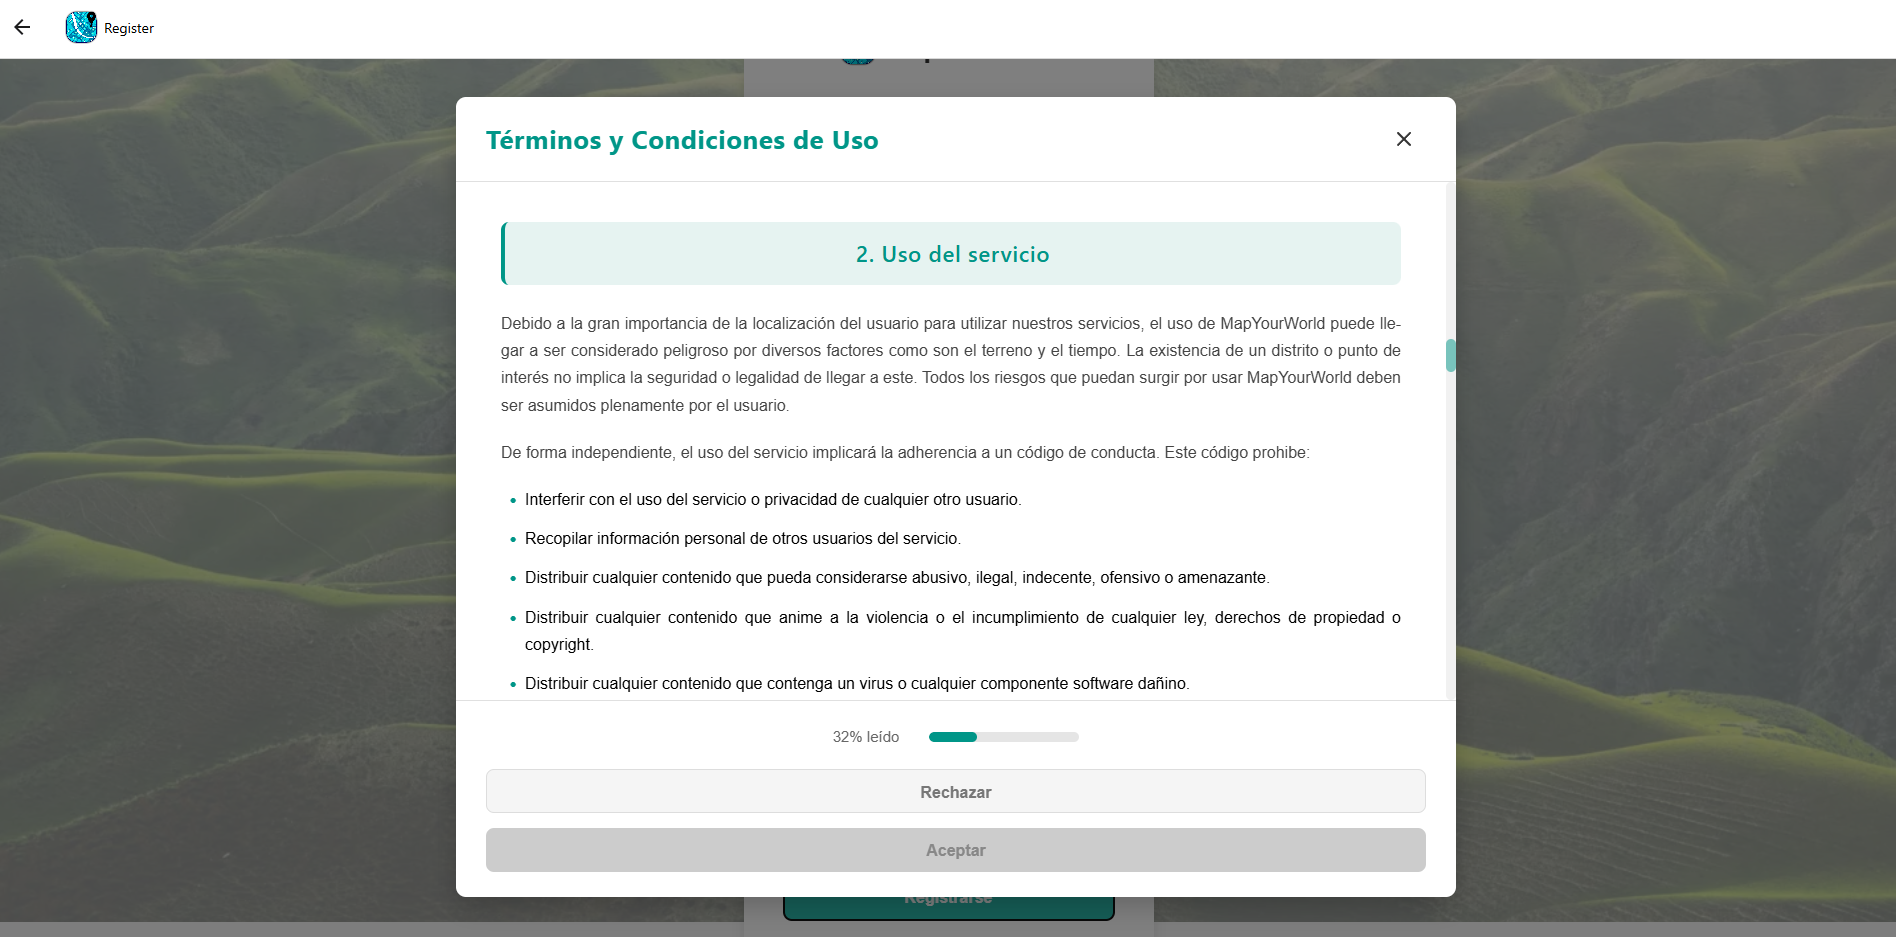 Register
Términos y Condiciones de Uso
2. Uso del servicio
Debido a la gran importancia de la localización del usuario para utilizar nuestros servicios, el uso de MapYourWorld puede lle-
gar a ser considerado peligroso por diversos factores como son el terreno y el tiempo. La existencia de un distrito o punto de
interés no implica la seguridad o legalidad de llegar a este. Todos los riesgos que puedan surgir por usar MapYourWorld deben
ser asumidos plenamente por el usuario.
De forma independiente, el uso del servicio implicará la adherencia a un código de conducta. Este código prohibe:
• Interferir con el uso del servicio o privacidad de cualquier otro usuario.
• Recopilar información personal de otros usuarios del servicio.
• Distribuir cualquier contenido que pueda considerarse abusivo, ilegal, indecente, ofensivo o amenazante.
• Distribuir cualquier contenido que anime a la violencia o el incumplimiento de cualquier ley, derechos de propiedad o
copyright.
• Distribuir cualquier contenido que contenga un virus o cualquier componente software dañino.
32% leído
Rechazar
Aceptar
Registrarse